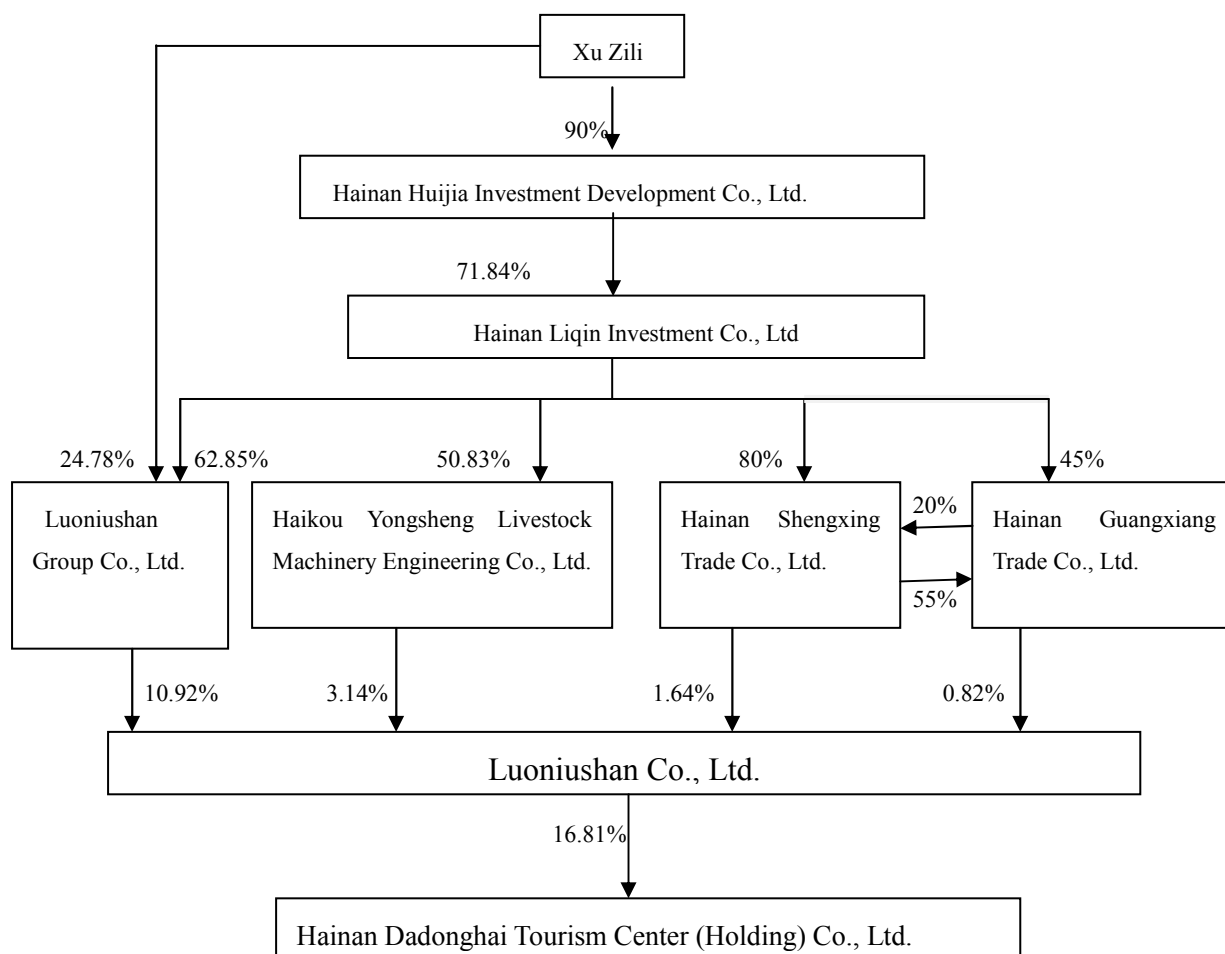 Xu Zili
90%
Hainan Huijia Investment Development Co., Ltd.
71.84%
Hainan Liqin Investment Co., Ltd
24.78%
62.85%
50.83%
80%
45%
Luoniushan
Group Co., Ltd.
Haikou Yongsheng Livestock
Machinery Engineering Co., Ltd.
Hainan Shengxing
Trade Co., Ltd.
20%
55%
Hainan Guangxiang
Trade Co., Ltd.
10.92%
3.14%
1.64%
0.82%
Luoniushan Co., Ltd.
16.81%
Hainan Dadonghai Tourism Center (Holding) Co., Ltd.